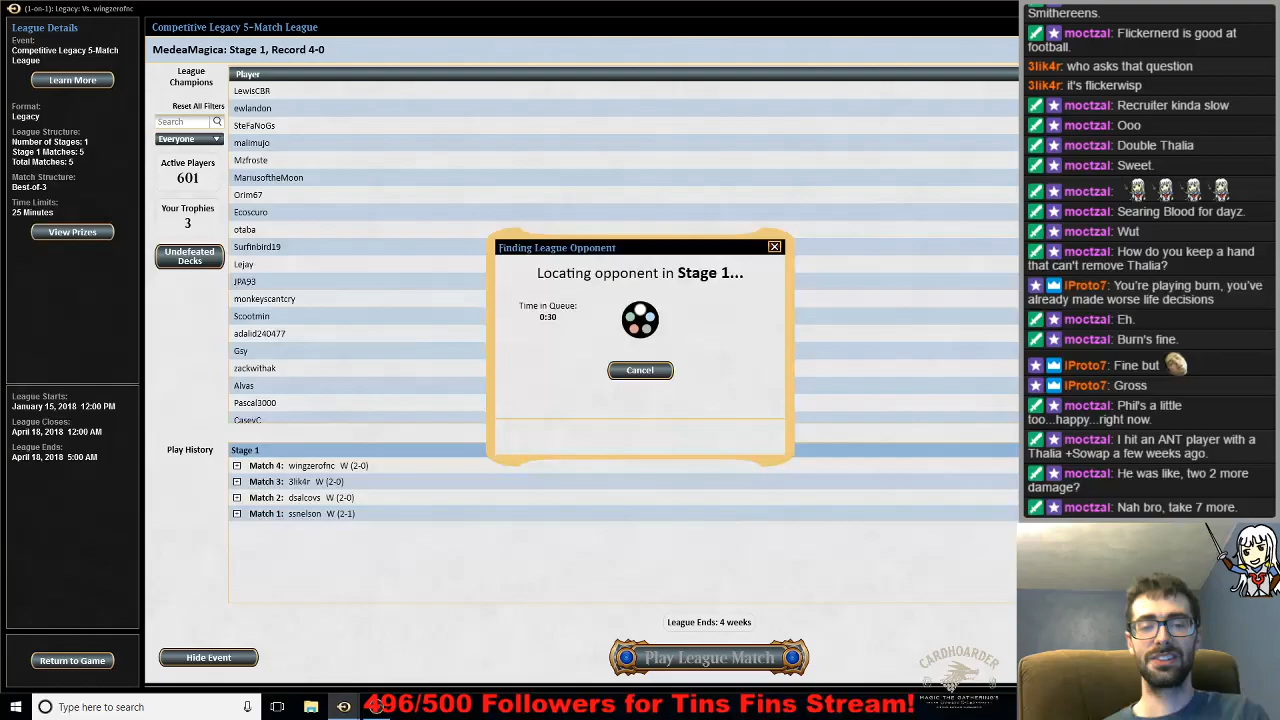 (1-on-1): Legacy: Vs. wingzerofnc
League Details
Event:
Competitive Legacy 5-Match
League
Learn More
Format:
Legacy
League Structure:
Number of Stages: 1
Stage 1 Matches: 5
Total Matches: 5
Match Structure:
Best-of-3
Time Limits:
25 Minutes
View Prizes
League Starts:
January 15, 2018 12:00 PM
League Closes:
April 18, 2018 12:00 AM
League Ends:
April 18, 2018 5:00 AM
Return to Game
Competitive Legacy 5-Match League
MedeaMagica: Stage 1, Record 4-0
League
Champions
Reset All Filters
Search
Everyone
Active Players
601
Your Trophies
3
Undefeated
Decks
Player
LewisCBR
ewlandon
SteFaNoGs
malimujo
Mzfroste
MariusoftheMoon
Orim67
Ecoscuro
otaba
Surfinbird19
Lejay
JPA93
monkeyscantcry
Scootmin
adalid240477
Gsy
zackwithak
Alvas
Pascal3000
CaseyC
Finding League Opponent
Locating opponent in Stage 1...
Time in Queue:
0:30
Cancel
Play History
Stage 1
Match 4: wingzerofnc W (2-0)
Match 3: 3lik4r W (2-0)
Match 2: dsalcovs W (2-0)
Match 1: ssnelson W (2-1)
League Ends: 4 weeks
Hide Event
Play League Match
CARDHOARDER
Smithereens.
moctzal: Flickernerd is good at
football.
3lik4r: who asks that question
3lik4r: it's flickerwisp
moctzal: Recruiter kinda slow
moctzal: Ooo
moctzal: Double Thalia
moctzal: Sweet.
moctzal:
moctzal: Searing Blood for dayz.
moctzal: Wut
moctzal: How do you keep a hand
that can't remove Thalia?
IProto7: You're playing burn, you've
already made worse life decisions
moctzal: Eh.
moctzal: Burn's fine.
IProto7: Fine but
IProto7: Gross
moctzal: Phil's a little
too...happy...right now.
moctzal: I hit an ANT player with a
Thalia +Sowap a few weeks ago.
moctzal: He was like, two 2 more
damage?
moctzal: Nah bro, take 7 more.
Type here to search
496/500 Followers for Tins Fins Stream!